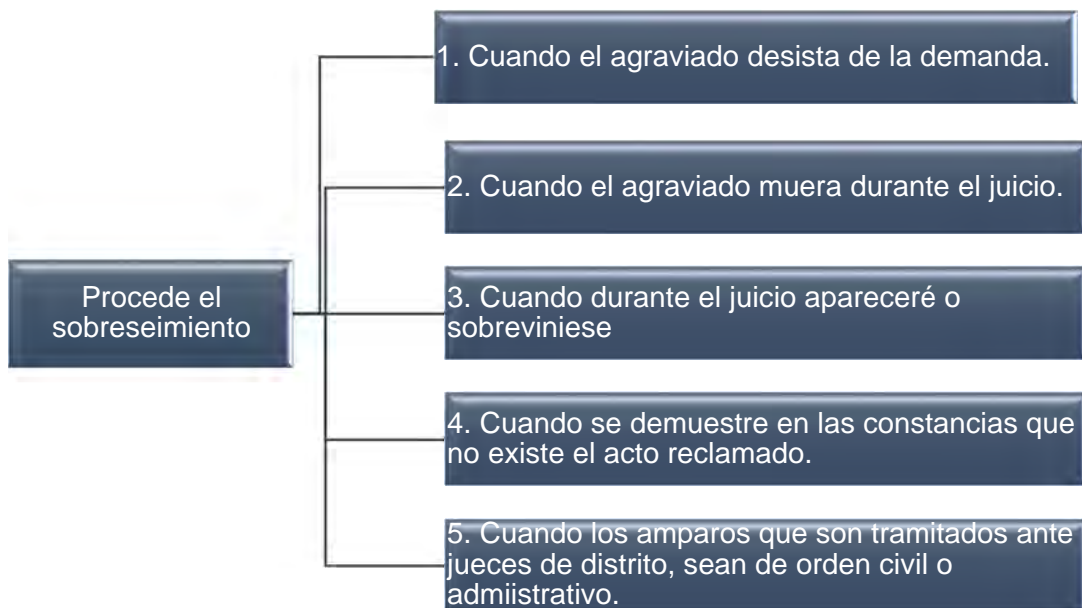 1. Cuando el agraviado desista de la demanda.
2. Cuando el agraviado muera durante el juicio.
Procede el
sobreseimiento
3. Cuando durante el juicio apareceré o
sobreviniese
4. Cuando se demuestre en las constancias que
no existe el acto reclamado.
5. Cuando los amparos que son tramitados ante
jueces de distrito, sean de orden civil o
admiistrativo.